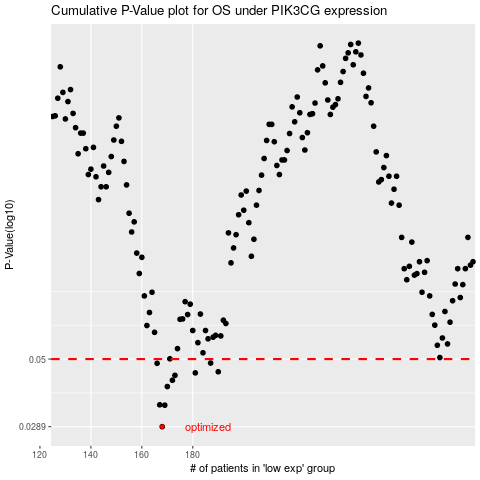 Cumulative P-Value plot for OS under PIK3CG expression
P-Value(log10)
0.05
0.0289
optimized
120 140 160 180
# of patients in 'low exp' group